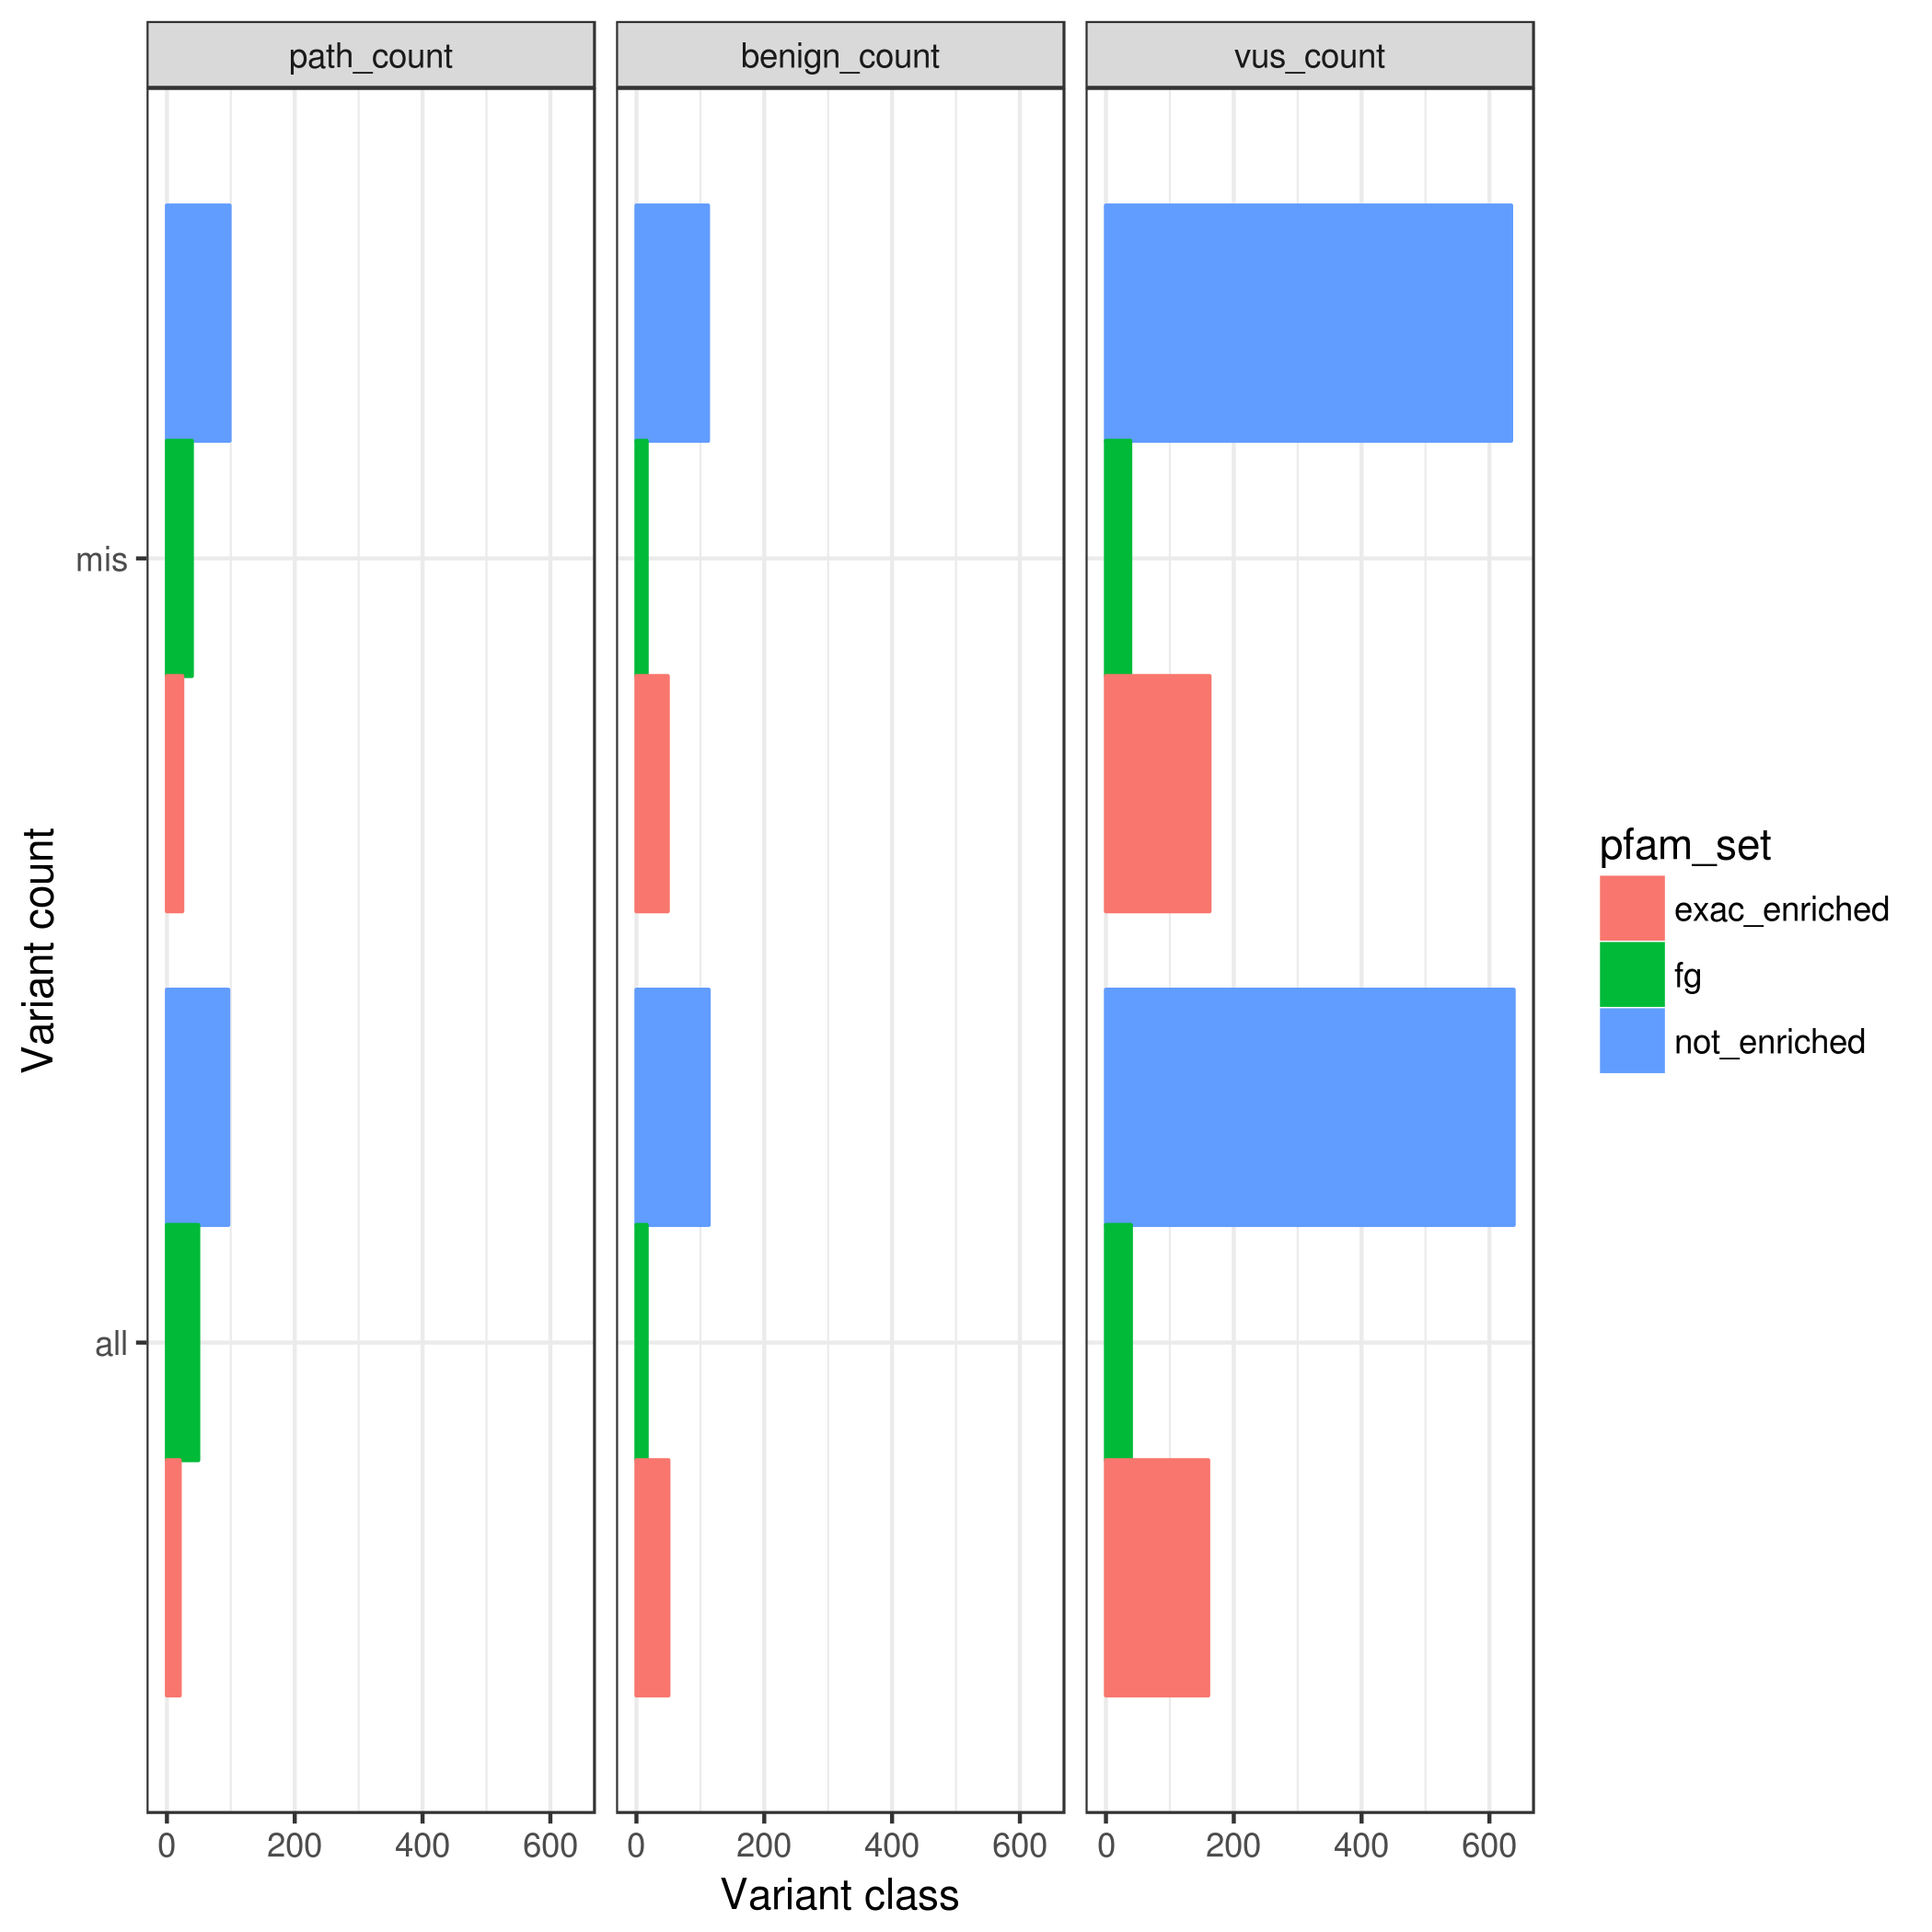 path_count
benign_count
vus_count
Variant count
mis
all
0 200 400 600
0 200 400 600
0 200 400 600
Variant class
pfam_set
exac_enriched
fg
not_enriched